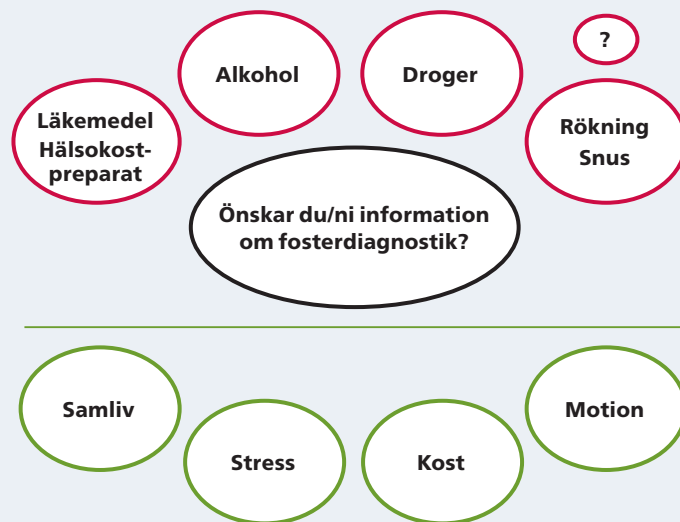 ?
Alkohol
Droger
Läkemedel
Hälsokost-
preparat
Rökning
Snus
Önskar du/ni information
om fosterdiagnostik?
Samliv
Motion
Stress
Kost